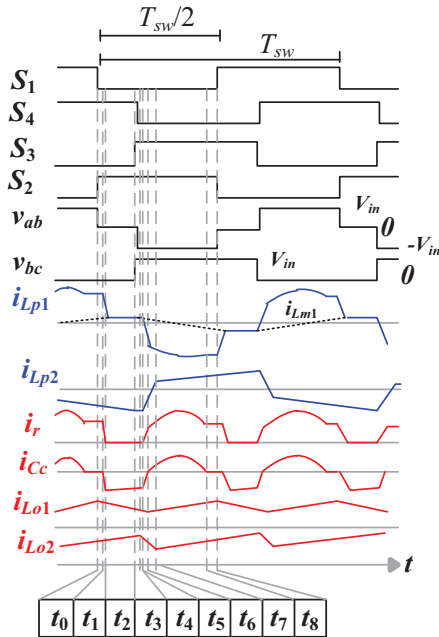 T_sw/2
T_sw
S_1
S_4
S_3
S_2
v_ab
V_in
0
-V_in
v_bc
V_in
0
i_Lp1
i_Lm1
i_Lp2
i_r
i_Cc
i_Lo1
i_Lo2
t
t_0 t_1 t_2 t_3 t_4 t_5 t_6 t_7 t_8